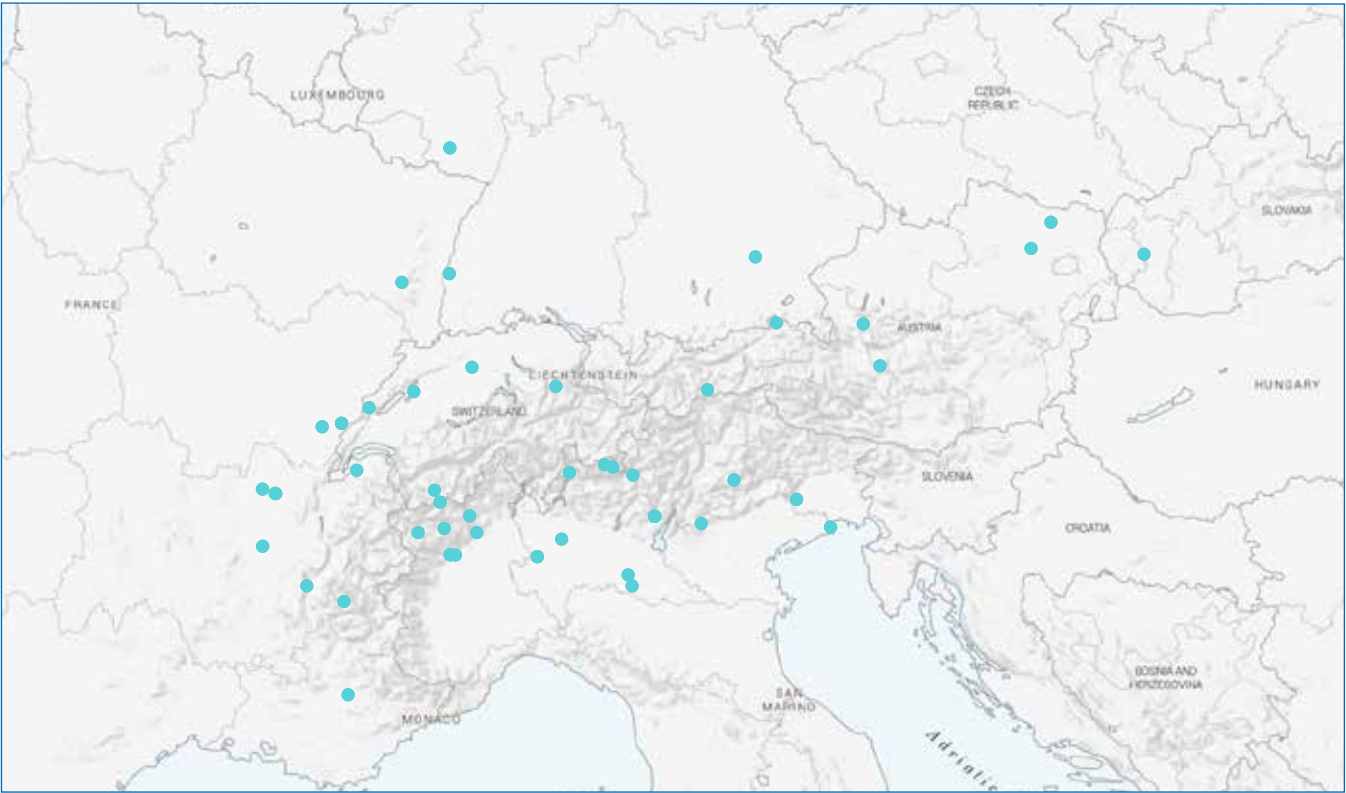 LUXEMBOURG
CZECH
REPUBLIC
SLOVAKIA
FRANCE
AUSTRIA
LIECHTENSTEIN
HUNGARY
SWITZERLAND
SLOVENIA
CROATIA
BOSNIA AND
HERZEGOVINA
SAN
MARINO
MONACO
Adriatic